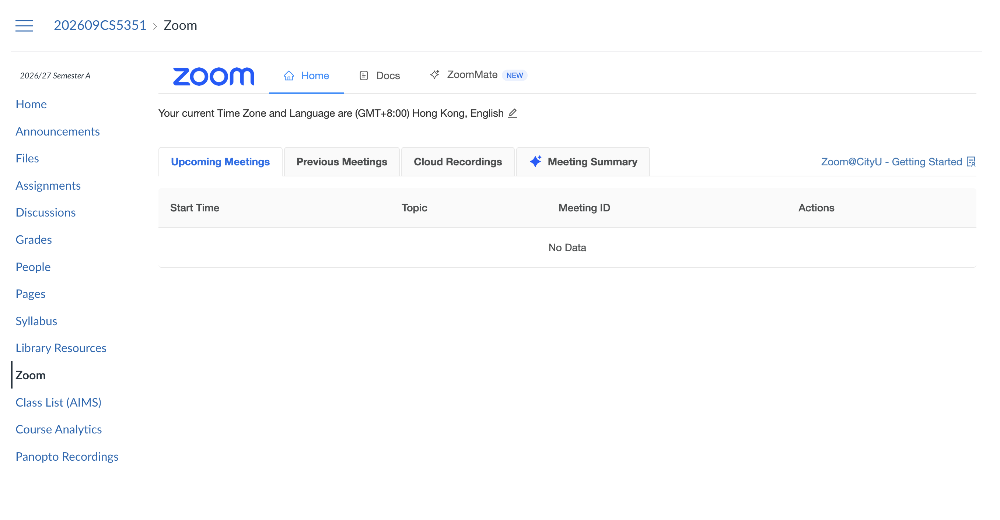 202609CS5351 > Zoom
2026/27 Semester A
Home
Announcements
Files
Assignments
Discussions
Grades
People
Pages
Syllabus
Library Resources
Zoom
Class List (AIMS)
Course Analytics
Panopto Recordings
zoom Home Docs ZoomMate NEW
Your current Time Zone and Language are (GMT+8:00) Hong Kong, English
Upcoming Meetings Previous Meetings Cloud Recordings Meeting Summary Zoom@CityU - Getting Started
Start Time Topic Meeting ID Actions
No Data